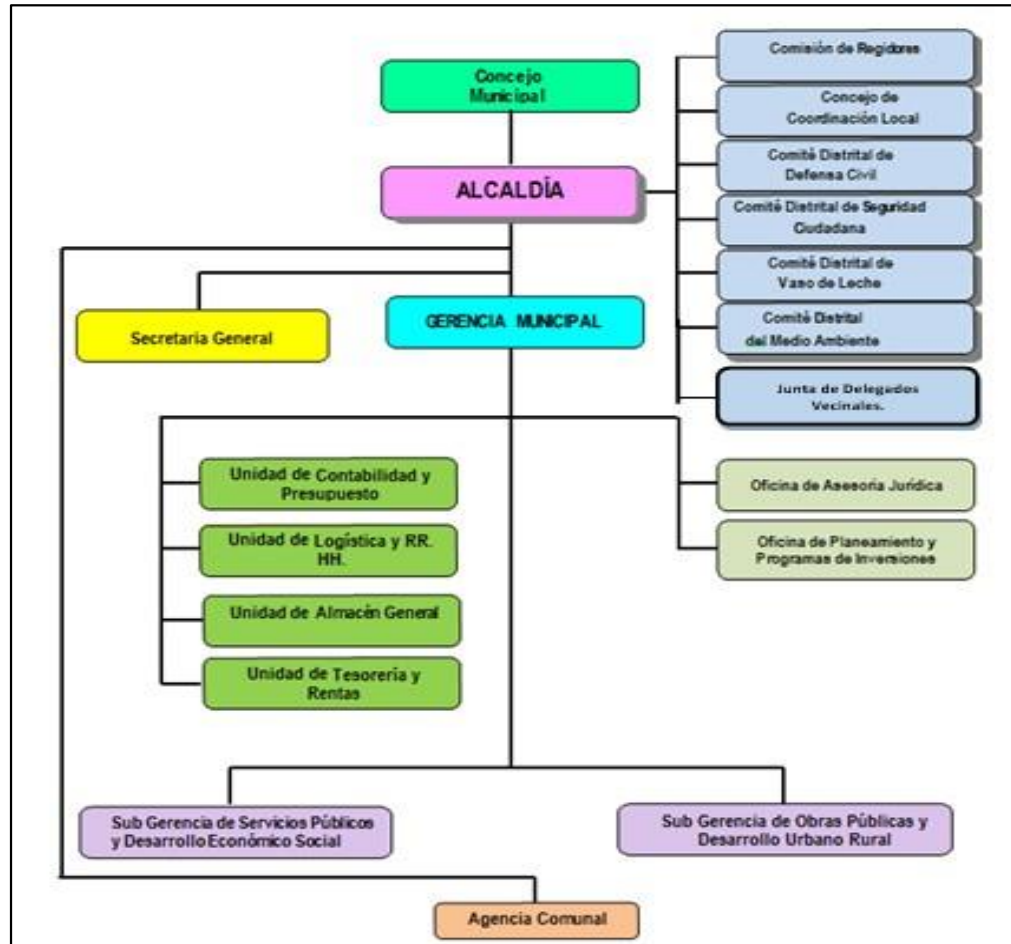 Concejo
Municipal
ALCALDÍA
Comisión de Regidores
Concejo de
Coordinación Local
Comité Distrital de
Defensa Civil
Comité Distrital de Seguridad
Ciudadana
Comité Distrital de
Vaso de Leche
Comité Distrital
del Medio Ambiente
Junta de Delegados
Vecinales.
Secretaria General
GERENCIA MUNICIPAL
Unidad de Contabilidad y
Presupuesto
Unidad de Logística y RR.
HH.
Unidad de Almacén General
Unidad de Tesorería y
Rentas
Oficina de Asesoría Jurídica
Oficina de Planeamiento y
Programas de Inversiones
Sub Gerencia de Servicios Públicos
y Desarrollo Económico Social
Sub Gerencia de Obras Públicas y
Desarrollo Urbano Rural
Agencia Comunal